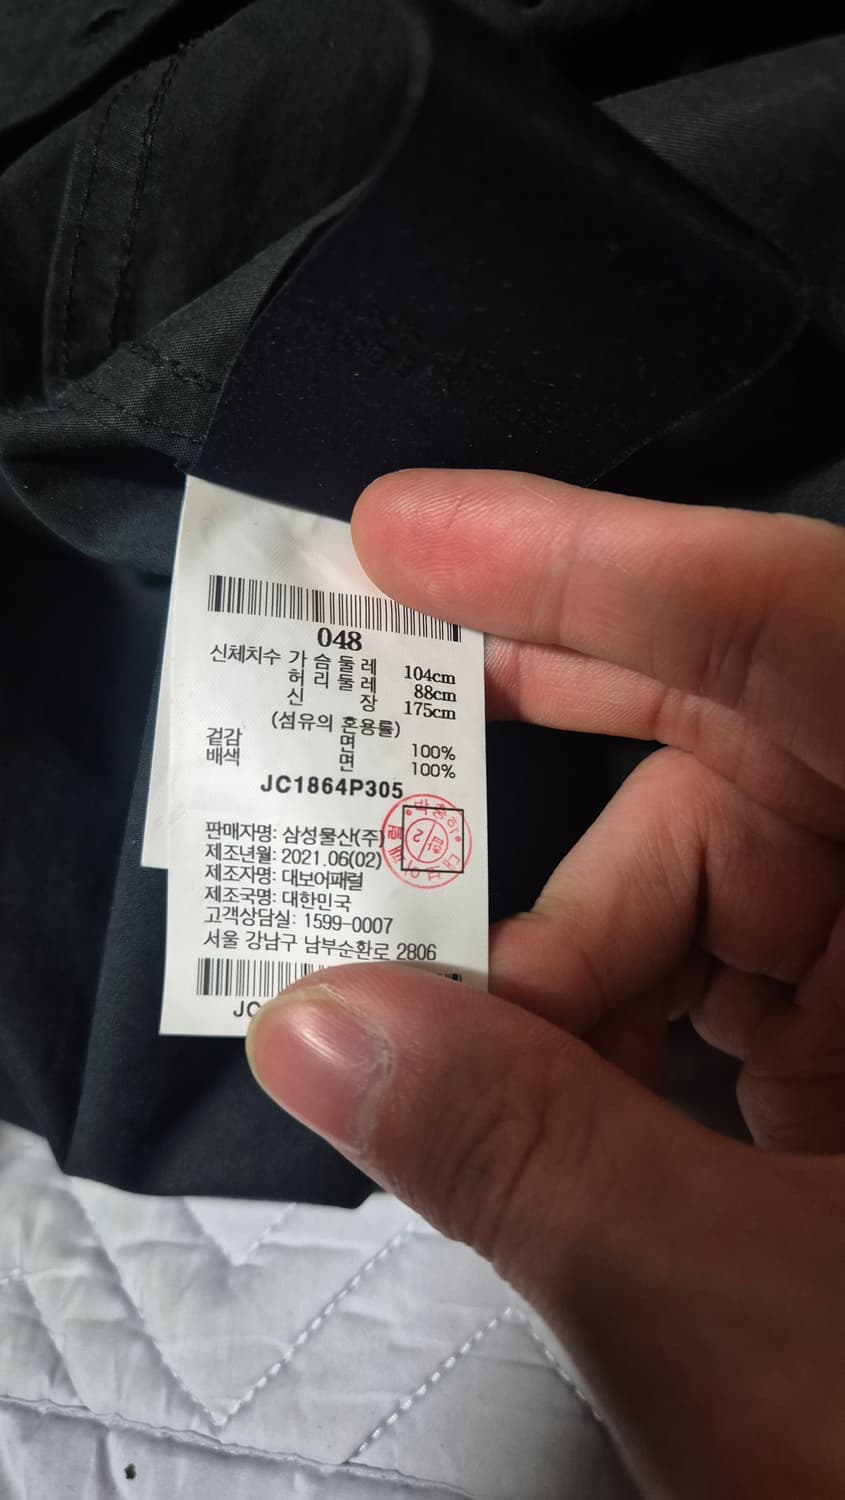 048
신체치수 가슴둘레 104cm
허리둘레 88cm
신장 175cm
(섬유의 혼용률)
겉감 면 100%
배색 면 100%
JC1864P305
판매자명: 삼성물산(주)
제조년월: 2021.06(02)
제조자명: 대보어패럴
제조국명: 대한민국
고객상담실: 1599-0007
서울 강남구 남부순환로 2806